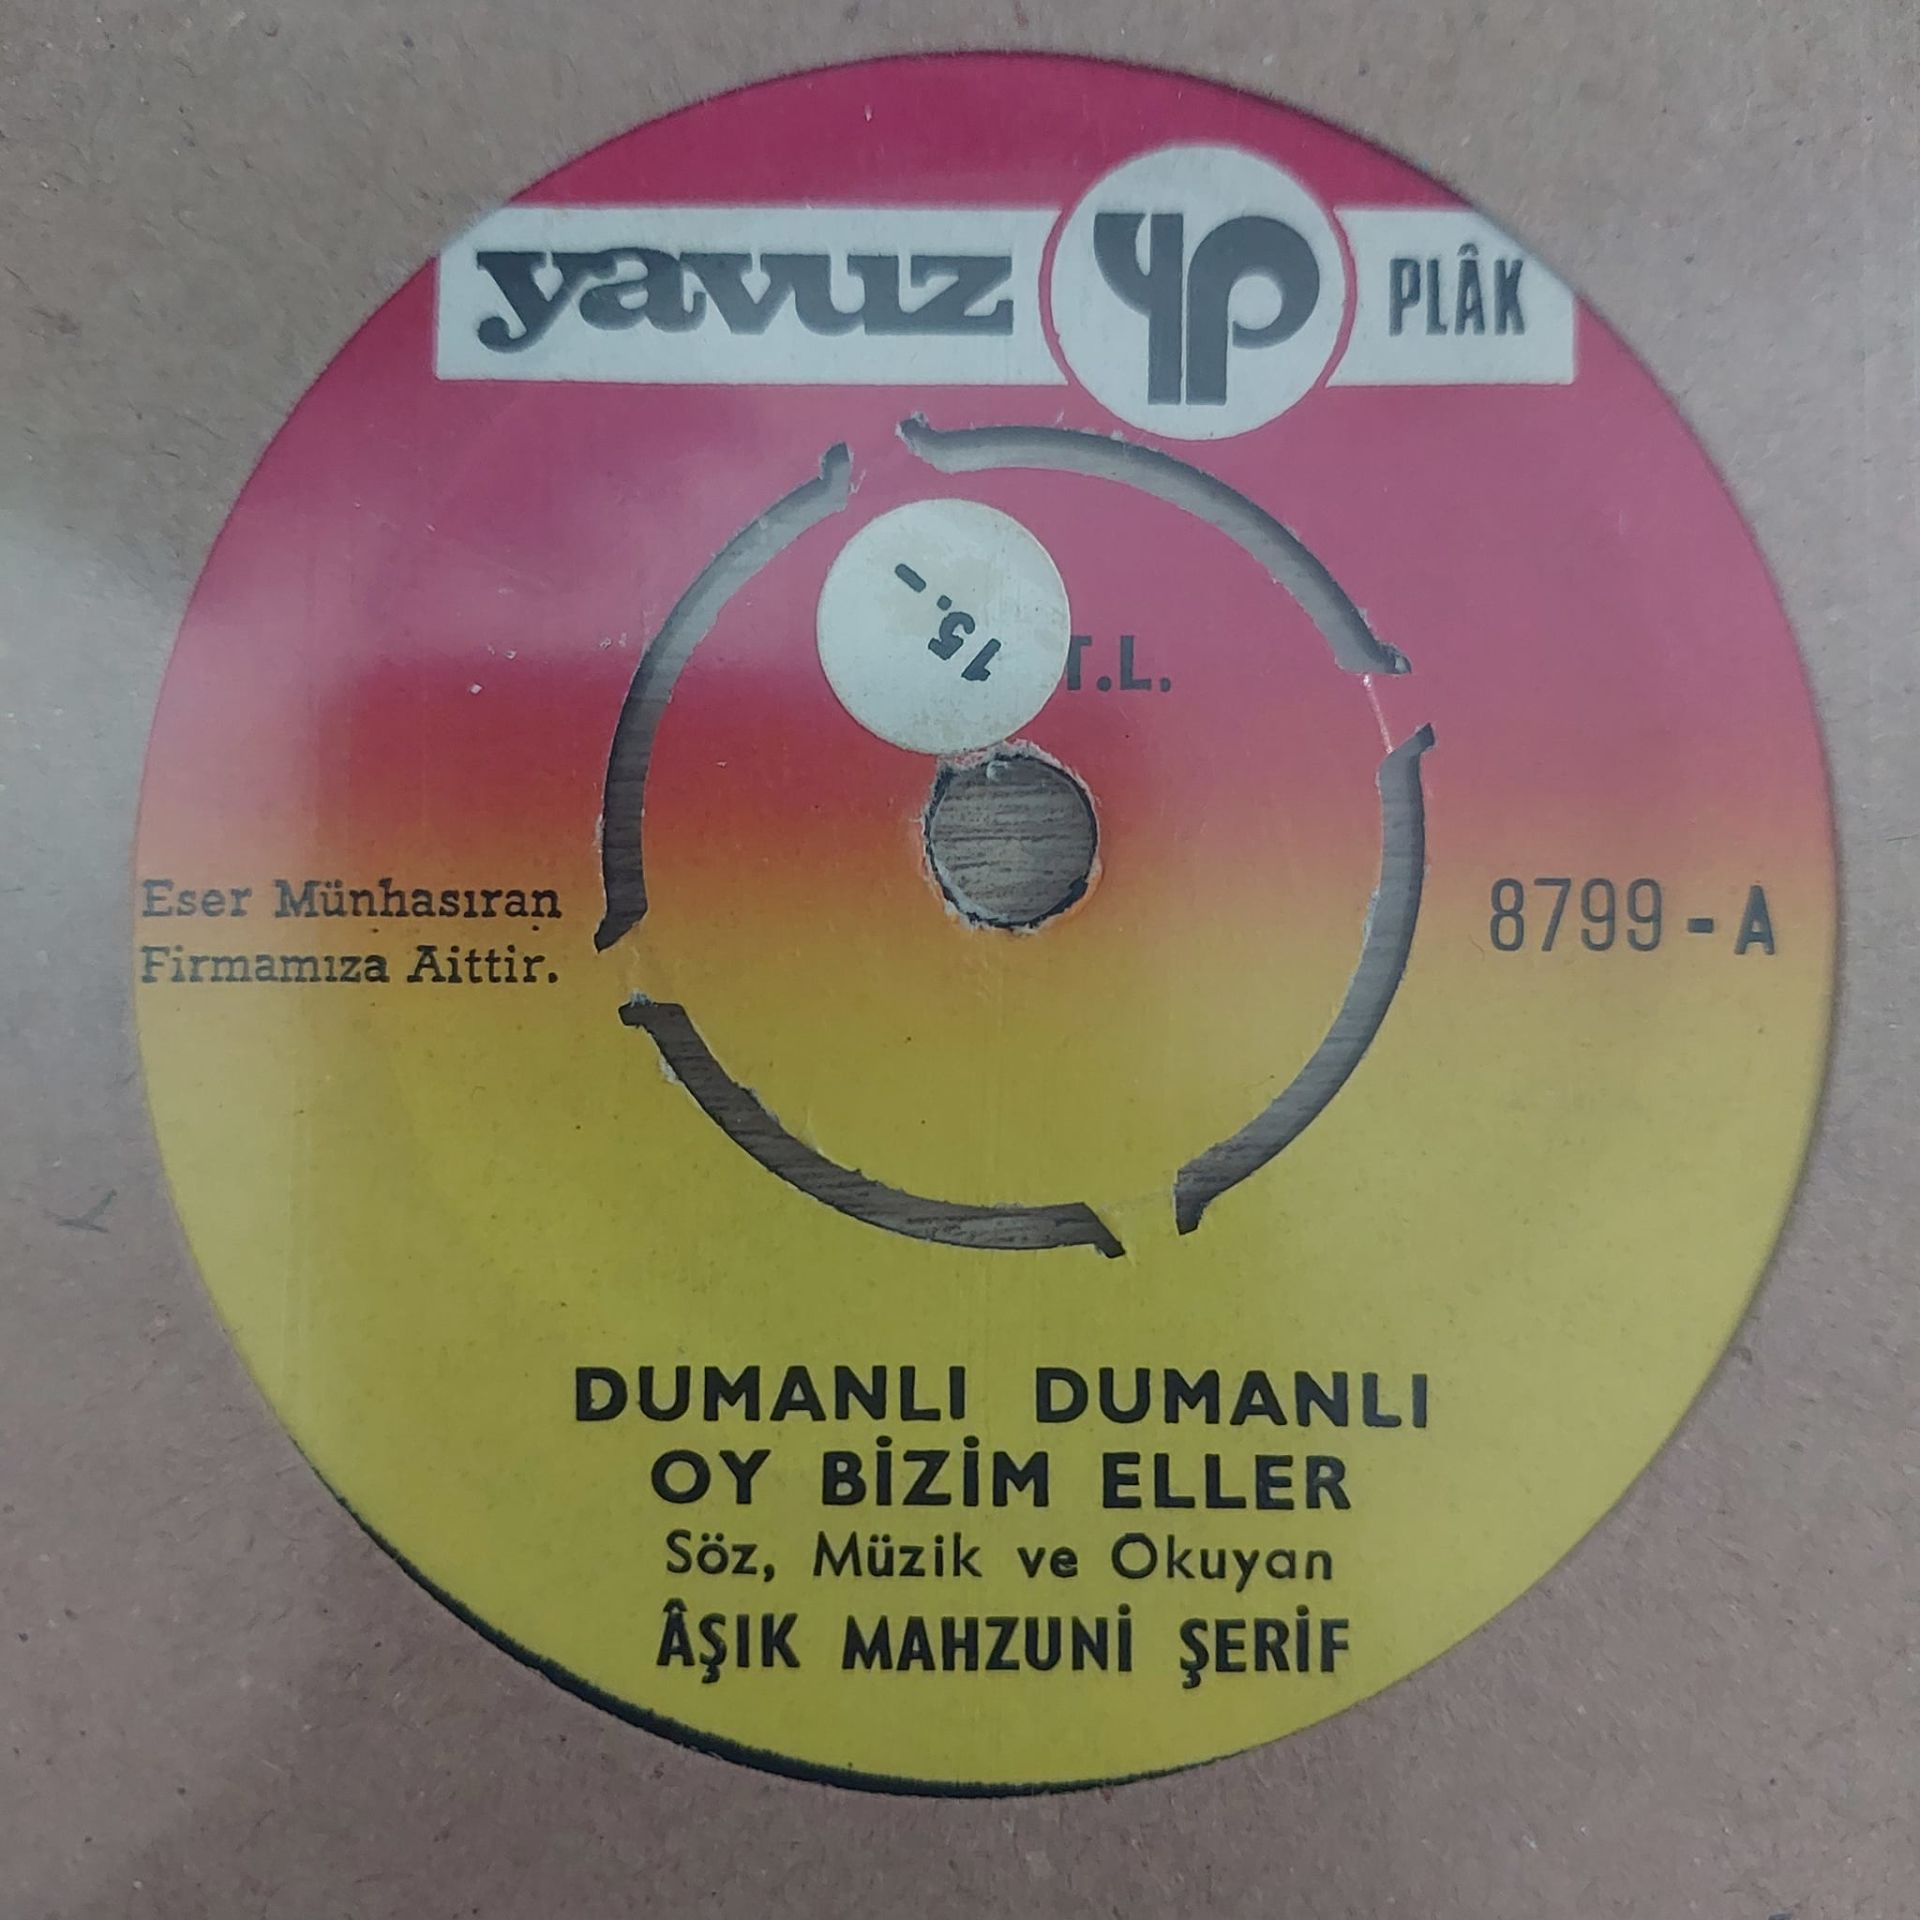 yavuz yp PLÂK
15.-
T.L.
Eser Münhasıran
Firmamıza Aittir.
8799-A
DUMANLI DUMANLI
OY BİZİM ELLER
Söz, Müzik ve Okuyan
ÂŞIK MAHZUNİ ŞERİF